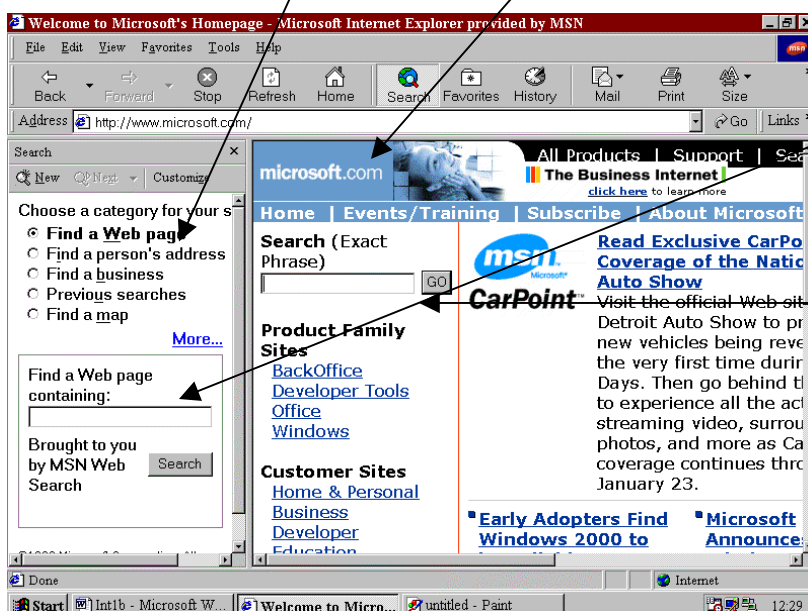 Welcome to Microsoft's Homepage - Microsoft Internet Explorer provided by MSN
File Edit View Favorites Tools Help
msn
Back Forward Stop Refresh Home Search Favorites History Mail Print Size
Address http://www.microsoft.com/ Go Links
Search
New Next Customize
Choose a category for your s
Find a Web page
Find a person's address
Find a business
Previous searches
Find a map
More...
Find a Web page
containing:
Brought to you
by MSN Web
Search
Search
microsoft.com
All Products | Support | Sea
The Business Internet
click here to learn more
Home | Events/Training | Subscribe | About Microsoft
Search (Exact
Phrase)
GO
Product Family
Sites
BackOffice
Developer Tools
Office
Windows
Customer Sites
Home & Personal
Business
Developer
Education
msn
Microsoft
CarPoint
Read Exclusive CarPo
Coverage of the Natio
Auto Show
Visit the official Web sit
Detroit Auto Show to pr
new vehicles being reve
the very first time durin
Days. Then go behind th
to experience all the act
streaming video, surrou
photos, and more as Ca
coverage continues thro
January 23.
Early Adopters Find
Windows 2000 to
Microsoft
Announce
Done Internet
Start Int1b - Microsoft W... Welcome to Micro... untitled - Paint 12:29